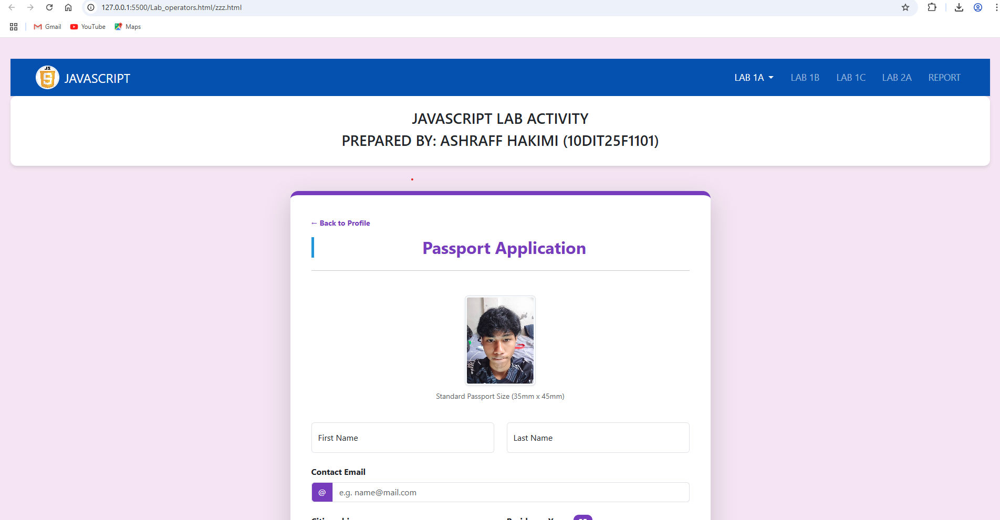 127.0.0.1:5500/Lab_operators.html/zzz.html
Gmail YouTube Maps
JS
JAVASCRIPT
LAB 1A LAB 1B LAB 1C LAB 2A REPORT
JAVASCRIPT LAB ACTIVITY
PREPARED BY: ASHRAFF HAKIMI (10DIT25F1101)
← Back to Profile
Passport Application
Standard Passport Size (35mm x 45mm)
First Name Last Name
Contact Email
@ e.g. name@mail.com